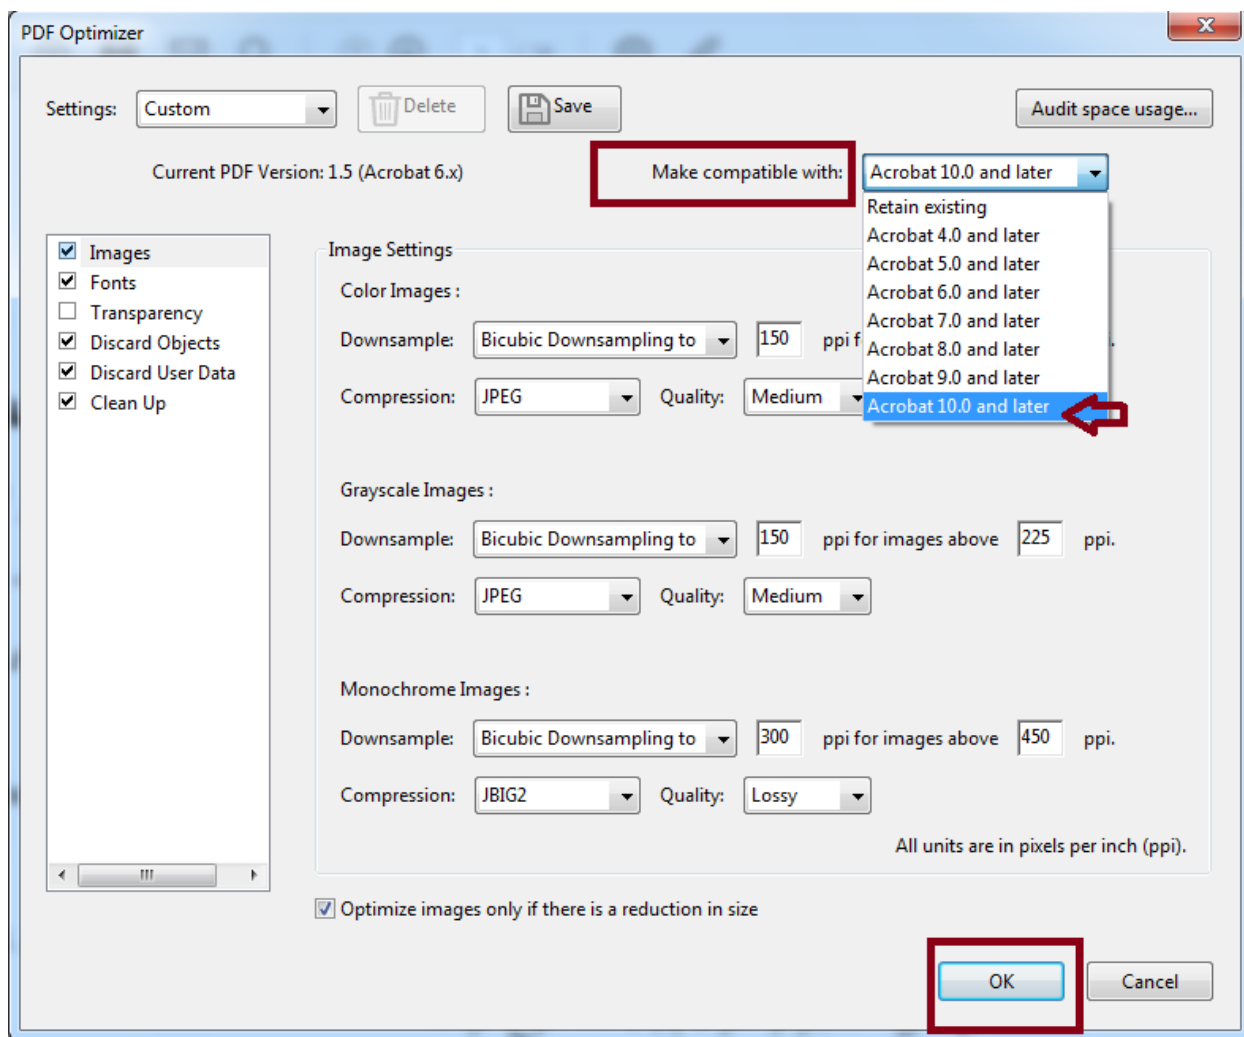 PDF Optimizer
Settings: Custom Delete Save Audit space usage...
Current PDF Version: 1.5 (Acrobat 6.x) Make compatible with: Acrobat 10.0 and later
Retain existing
Acrobat 4.0 and later
Acrobat 5.0 and later
Acrobat 6.0 and later
Acrobat 7.0 and later
Acrobat 8.0 and later
Acrobat 9.0 and later
Acrobat 10.0 and later
Images
Fonts
Transparency
Discard Objects
Discard User Data
Clean Up
Image Settings
Color Images :
Downsample: Bicubic Downsampling to 150 ppi f
Compression: JPEG Quality: Medium
Grayscale Images :
Downsample: Bicubic Downsampling to 150 ppi for images above 225 ppi.
Compression: JPEG Quality: Medium
Monochrome Images :
Downsample: Bicubic Downsampling to 300 ppi for images above 450 ppi.
Compression: JBIG2 Quality: Lossy
All units are in pixels per inch (ppi).
Optimize images only if there is a reduction in size
OK Cancel